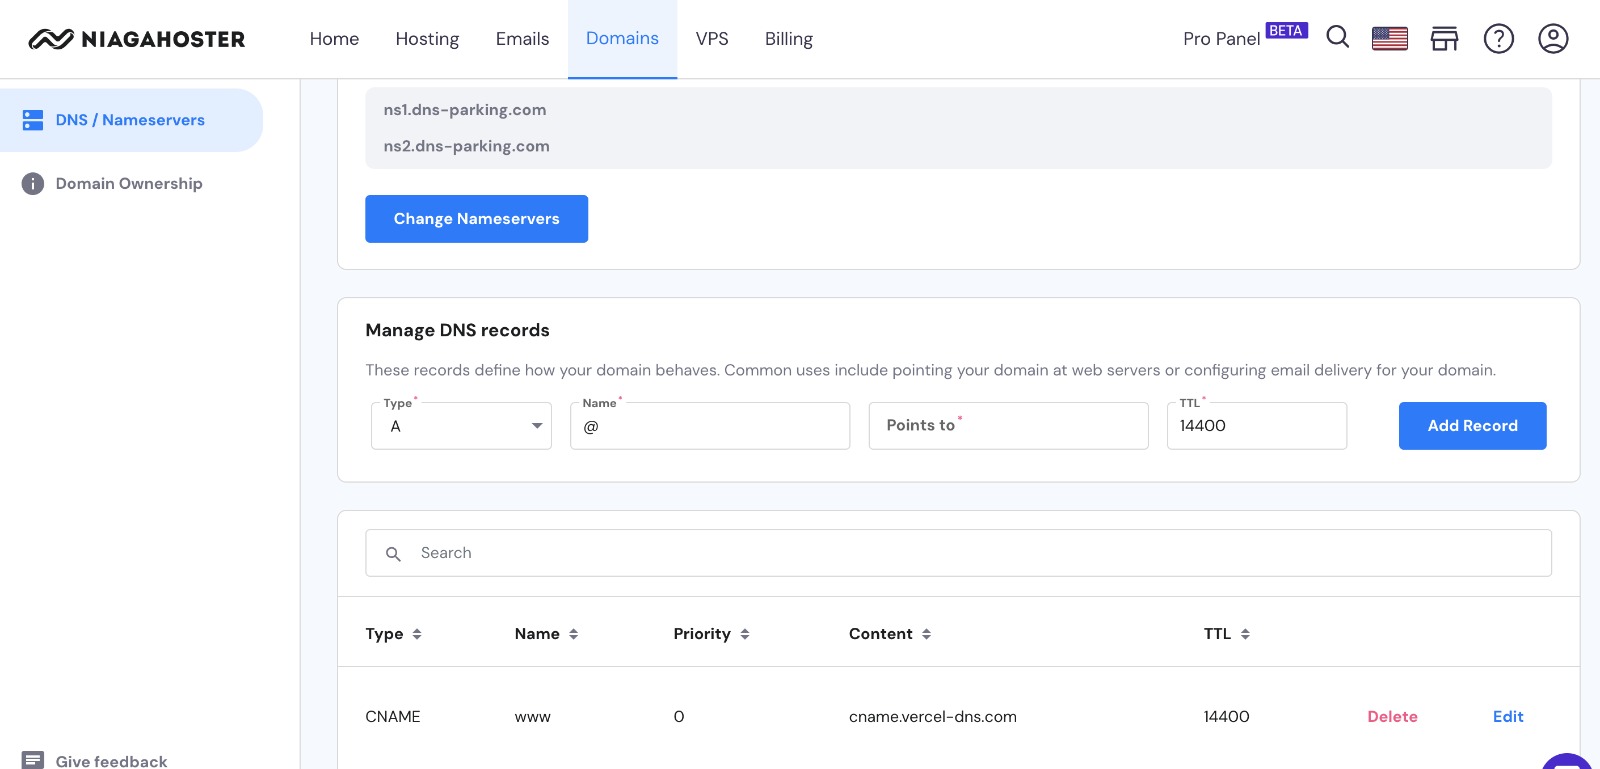 NIAGAHOSTER Home Hosting Emails Domains VPS Billing Pro Panel BETA
DNS / Nameservers
Domain Ownership
ns1.dns-parking.com
ns2.dns-parking.com
Change Nameservers
Manage DNS records
These records define how your domain behaves. Common uses include pointing your domain at web servers or configuring email delivery for your domain.
Type* Name* TTL*
A @ Points to* 14400 Add Record
Search
Type Name Priority Content TTL
CNAME www 0 cname.vercel-dns.com 14400 Delete Edit
Give feedback